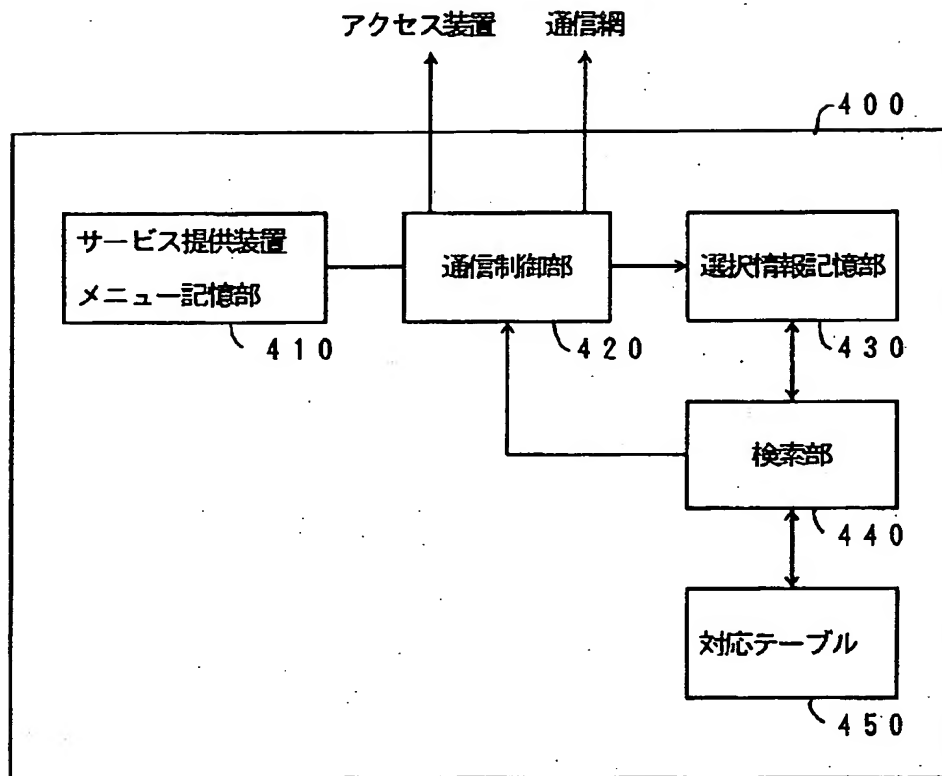 アクセス装置 通信網
400
サービス提供装置
メニュー記憶部
410
通信制御部
420
選択情報記憶部
430
検索部
440
対応テーブル
450